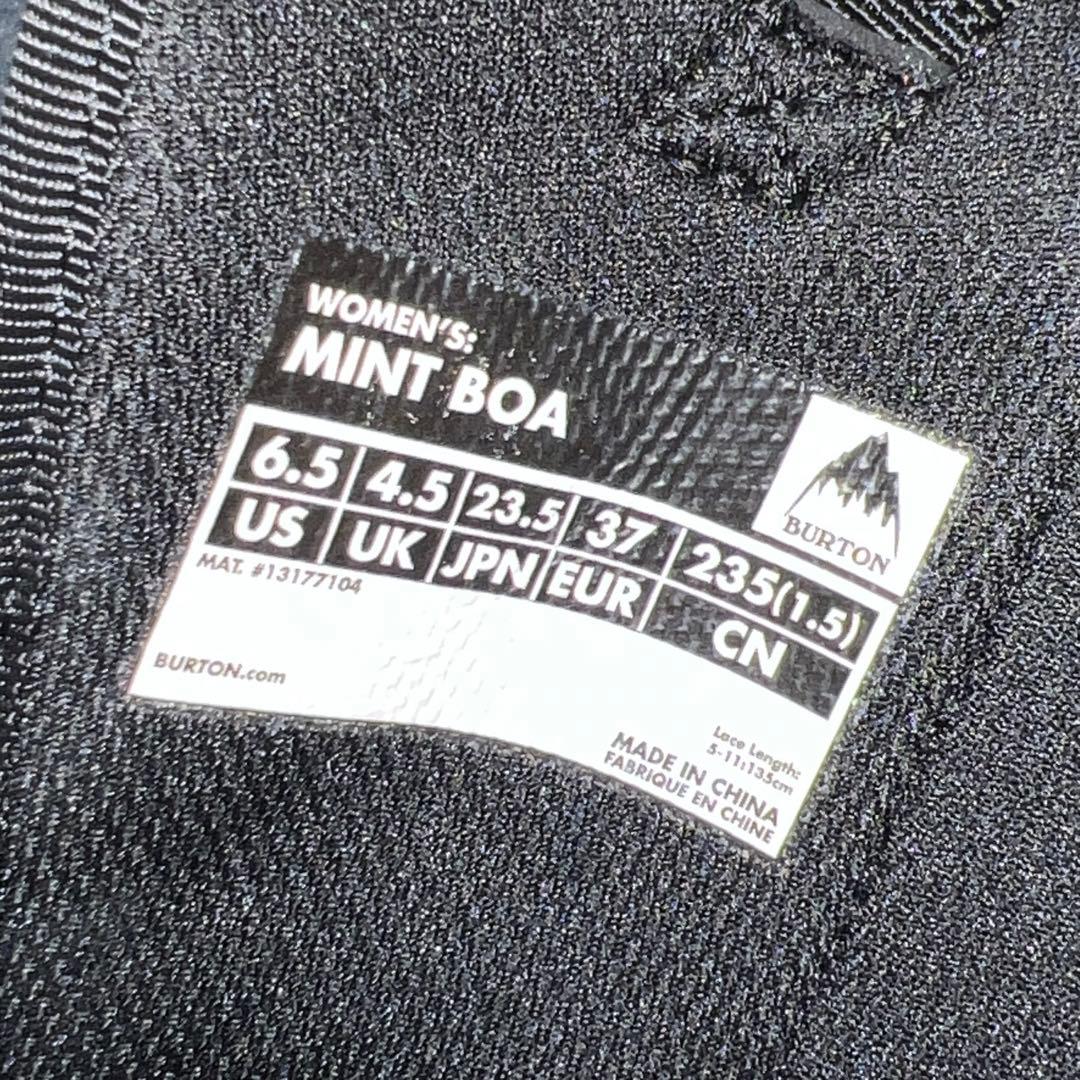 WOMEN'S:
MINT BOA
BURTON
6.5 4.5 23.5 37 235(1.5)
US UK JPN EUR CN
MAT. #13177104
BURTON.com
Lace Length:
5-11:135cm
MADE IN CHINA
FABRIQUE EN CHINE